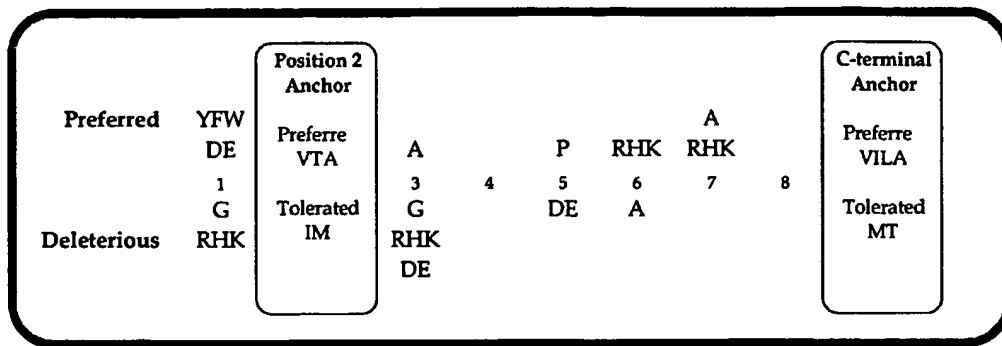 Position 2 C-terminal
Anchor Anchor
Preferred YFW A
Preferre Preferre
DE VTA A P RHK RHK VILA
1 3 4 5 6 7 8
G Tolerated G DE A Tolerated
Deleterious RHK IM RHK MT
DE